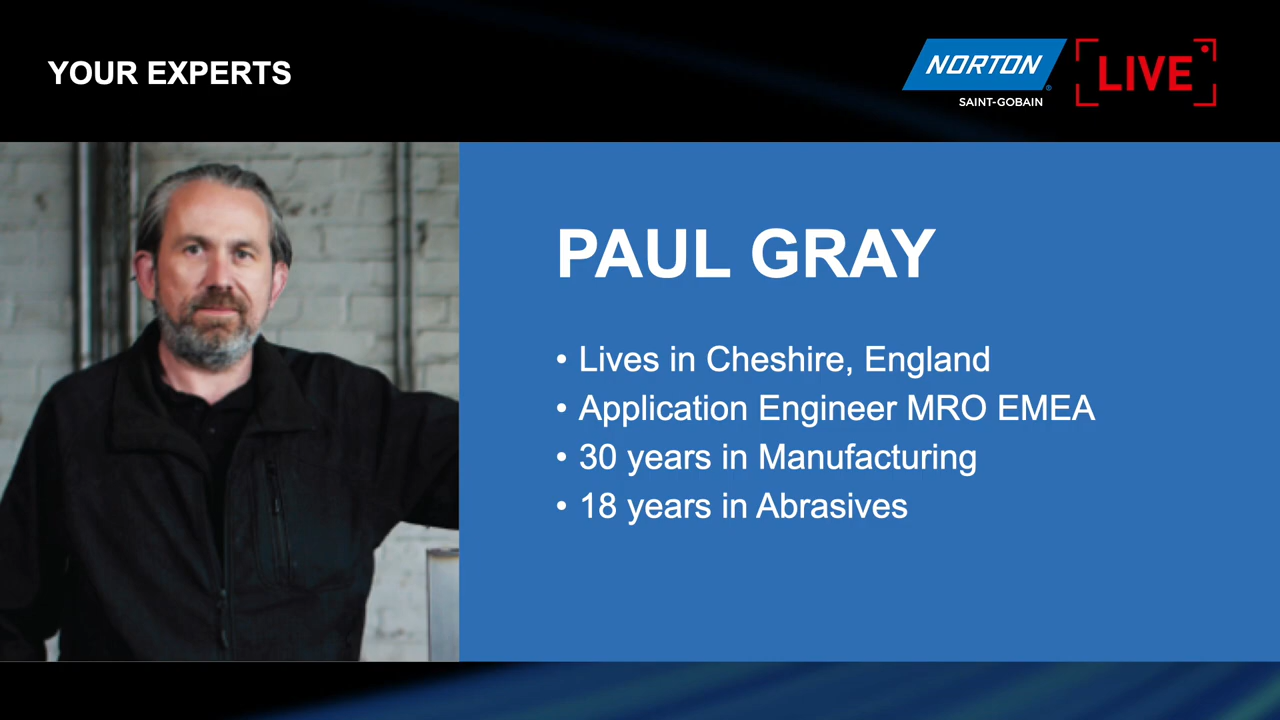 YOUR EXPERTS
NORTON
SAINT-GOBAIN
LIVE
PAUL GRAY
• Lives in Cheshire, England
• Application Engineer MRO EMEA
• 30 years in Manufacturing
• 18 years in Abrasives